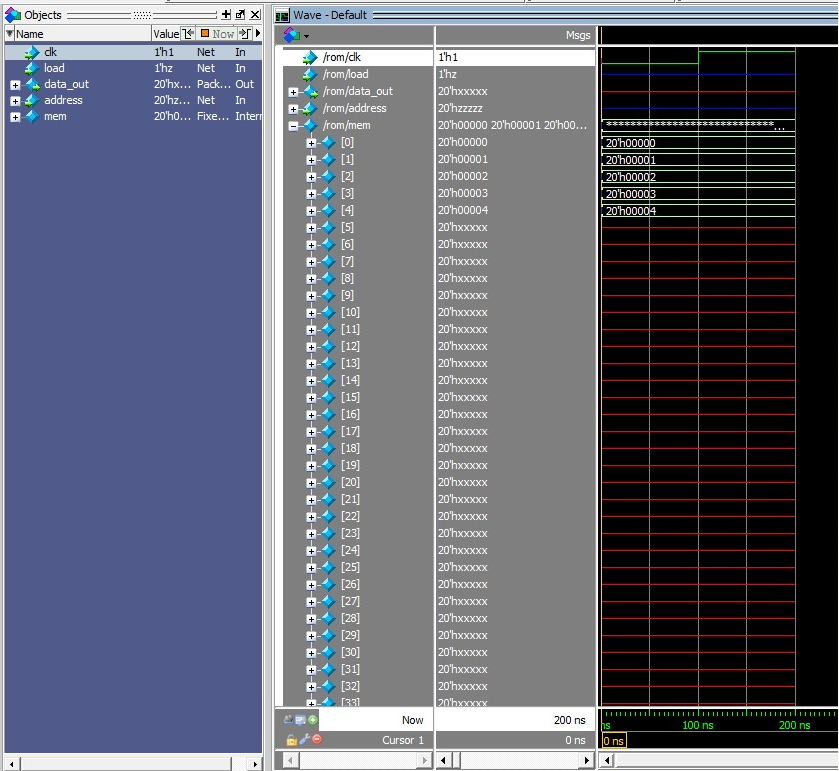 Objects
Name Value Now
clk 1'h1 Net In
load 1'hz Net In
data_out 20'hx... Pack... Out
address 20'hz... Net In
mem 20'h0... Fixe... Inter
Wave - Default
Msgs
/rom/clk 1'h1
/rom/load 1'hz
/rom/data_out 20'hxxxxx
/rom/address 20'hzzzzz
/rom/mem 20'h00000 20'h00001 20'h00...
[0] 20'h00000 20'h00000
[1] 20'h00001 20'h00001
[2] 20'h00002 20'h00002
[3] 20'h00003 20'h00003
[4] 20'h00004 20'h00004
[5] 20'hxxxxx
[6] 20'hxxxxx
[7] 20'hxxxxx
[8] 20'hxxxxx
[9] 20'hxxxxx
[10] 20'hxxxxx
[11] 20'hxxxxx
[12] 20'hxxxxx
[13] 20'hxxxxx
[14] 20'hxxxxx
[15] 20'hxxxxx
[16] 20'hxxxxx
[17] 20'hxxxxx
[18] 20'hxxxxx
[19] 20'hxxxxx
[20] 20'hxxxxx
[21] 20'hxxxxx
[22] 20'hxxxxx
[23] 20'hxxxxx
[24] 20'hxxxxx
[25] 20'hxxxxx
[26] 20'hxxxxx
[27] 20'hxxxxx
[28] 20'hxxxxx
[29] 20'hxxxxx
[30] 20'hxxxxx
[31] 20'hxxxxx
[32] 20'hxxxxx
[33] 20'hxxxxx
Now 200 ns ns 100 ns 200 ns
Cursor 1 0 ns 0 ns